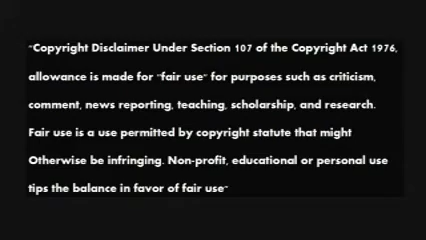 "Copyright Disclaimer Under Section 107 of the Copyright Act 1976,
allowance is made for "fair use" for purposes such as criticism,
comment, news reporting, teaching, scholarship, and research.
Fair use is a use permitted by copyright statute that might
Otherwise be infringing. Non-profit, educational or personal use
tips the balance in favor of fair use"